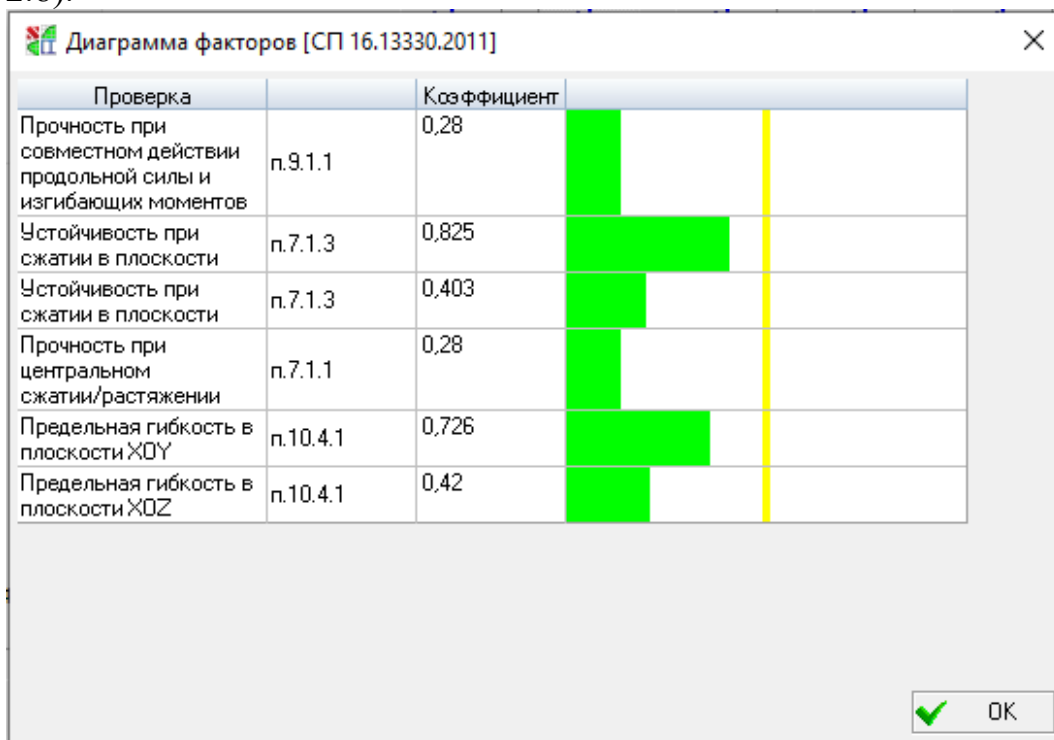 2.8).
Диаграмма факторов [СП 16.13330.2011]
Проверка Коэффициент
Прочность при
совместном действии
продольной силы и
изгибающих моментов
п.9.1.1
0,28
Устойчивость при
сжатии в плоскости
п.7.1.3
0,825
Устойчивость при
сжатии в плоскости
п.7.1.3
0,403
Прочность при
центральном
сжатии/растяжении
п.7.1.1
0,28
Предельная гибкость в
плоскости XOY
п.10.4.1
0,726
Предельная гибкость в
плоскости XOZ
п.10.4.1
0,42
OK